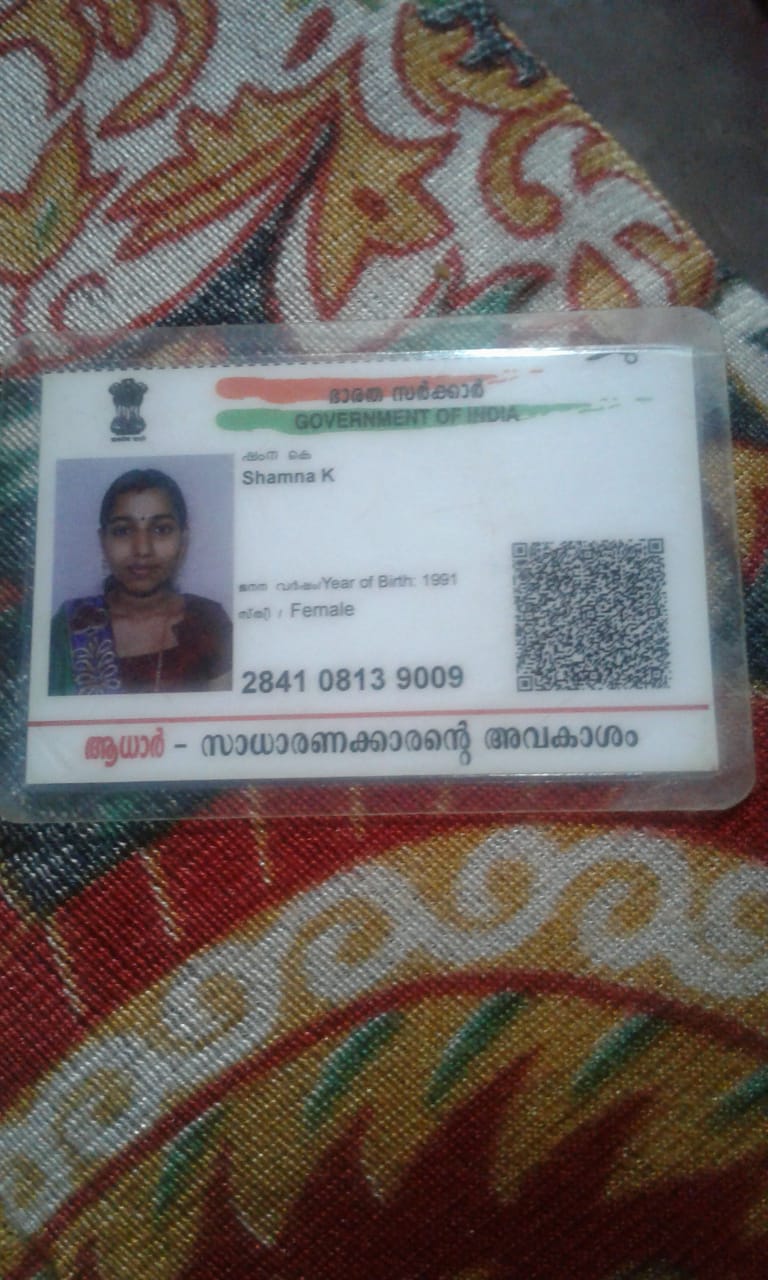 ഭാരത സർക്കാർ
GOVERNMENT OF INDIA
ഷംന കെ
Shamna K
ജനന വർഷം/Year of Birth: 1991
സ്ത്രീ / Female
2841 0813 9009
ആധാർ - സാധാരണക്കാരന്റെ അവകാശം